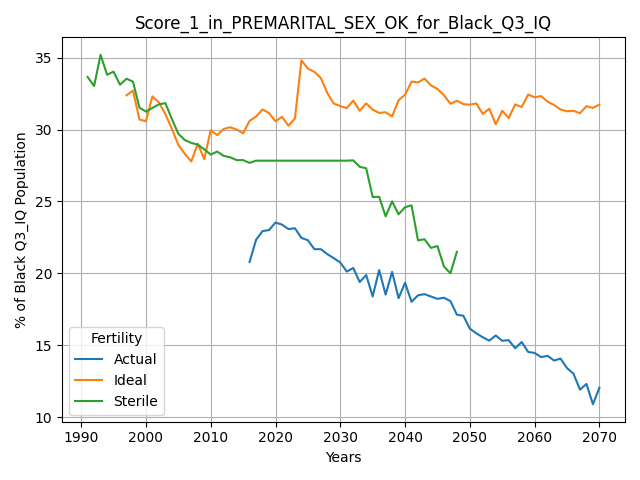 Score_1_in_PREMARITAL_SEX_OK_for_Black_Q3_IQ
% of Black Q3_IQ Population
35
30
25
20
15
10
Fertility
Actual
Ideal
Sterile
1990 2000 2010 2020 2030 2040 2050 2060 2070
Years